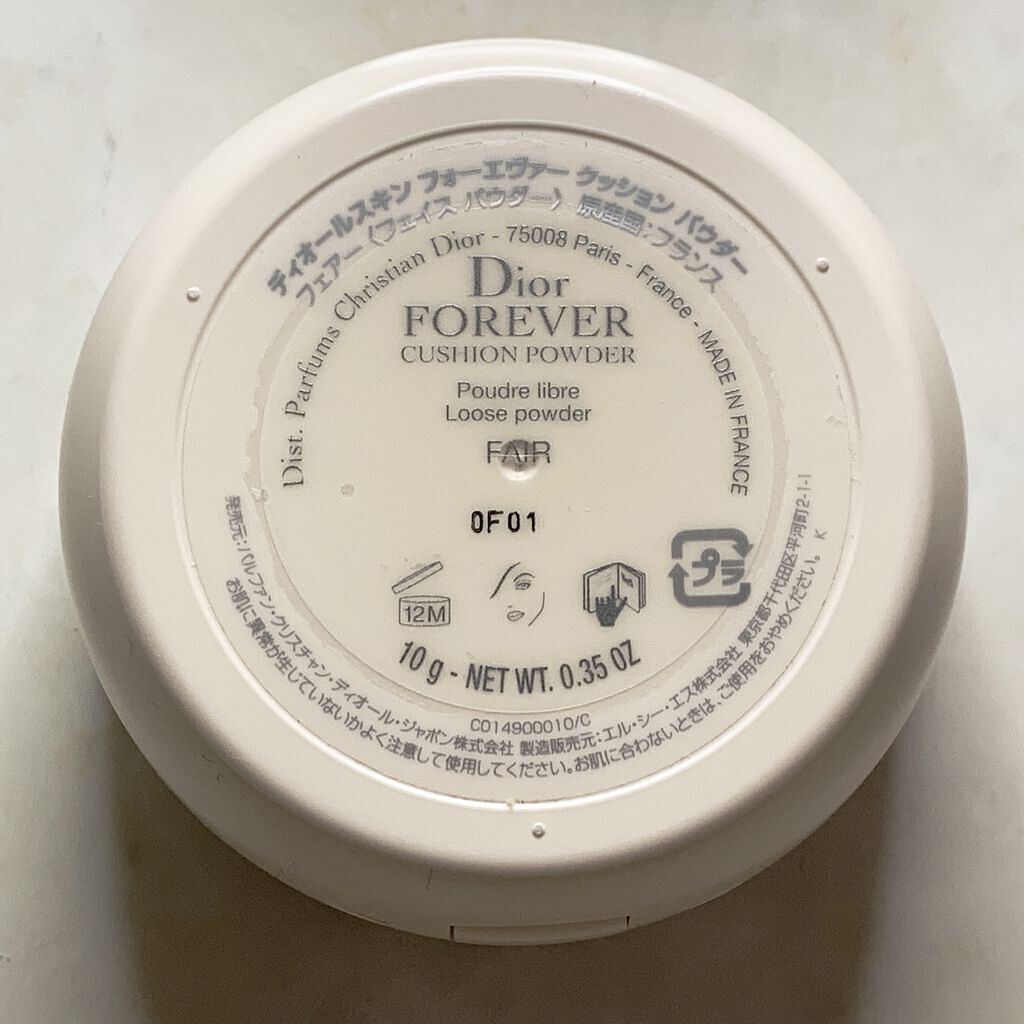 ディオールスキン フォーエヴァー クッション パウダー
フェアー〈フェイス パウダー〉 原産国:フランス
Dist. Parfums Christian Dior - 75008 Paris - France - MADE IN FRANCE
Dior
FOREVER
CUSHION POWDER
Poudre libre
Loose powder
FAIR
0F01
プラ
12M
10 g - NET WT. 0.35 OZ
C014900010/C
発売元:パルファン・クリスチャン・ディオール・ジャポン株式会社 製造販売元:エル・シー・エス株式会社 東京都千代田区平河町2-1-1
お肌に異常が生じていないかよく注意して使用してください。お肌に合わないときは、ご使用をおやめください。 K